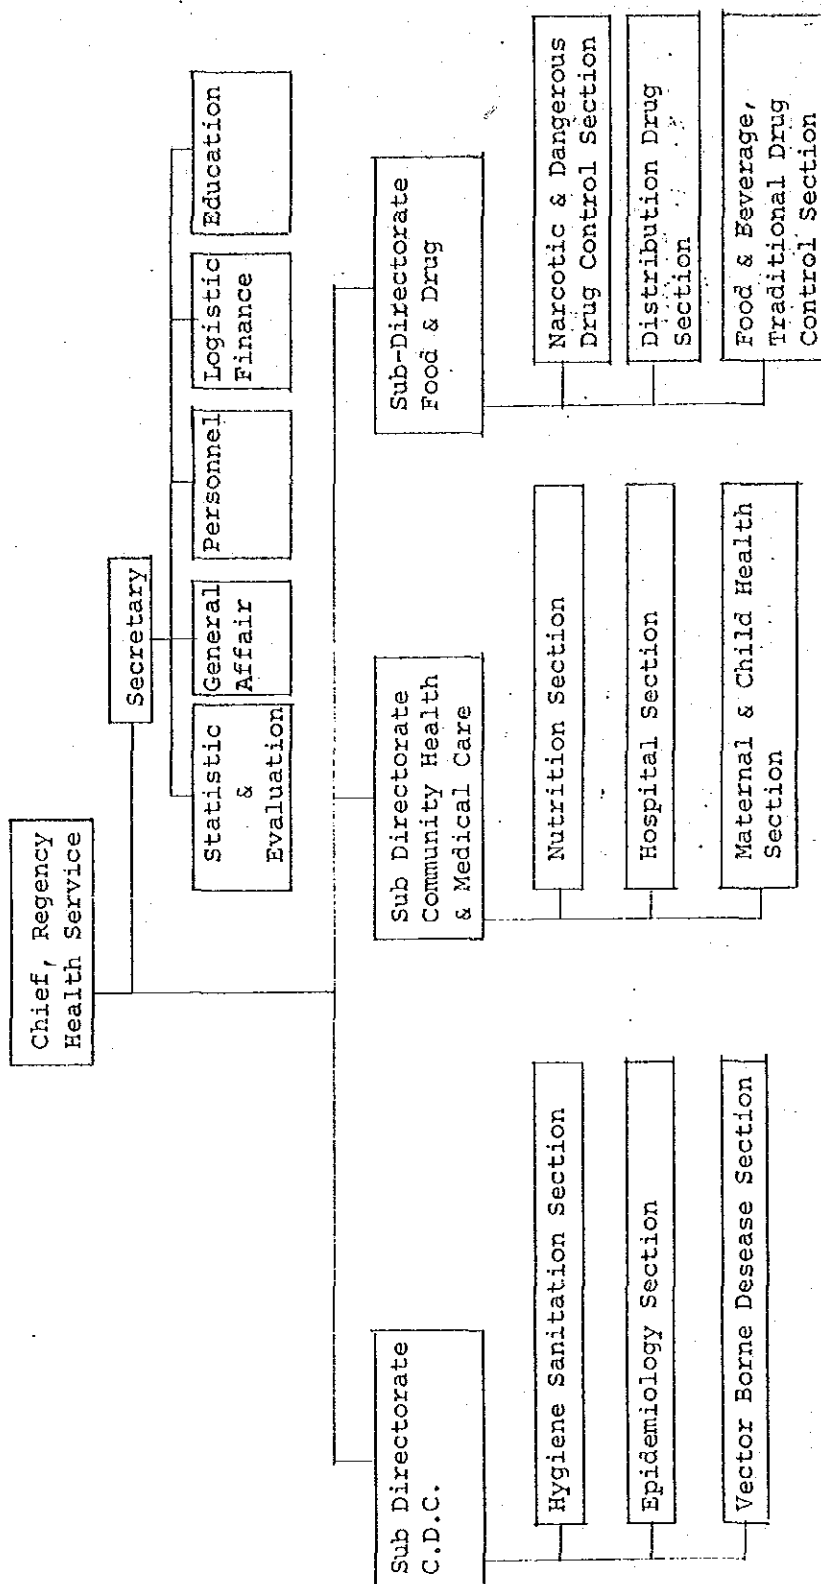 Chief, Regency
Health Service
Secretary
Statistic
&
Evaluation
General
Affair
Personnel
Logistic
Finance
Education
Sub Directorate
C.D.C.
Sub Directorate
Community Health
& Medical Care
Sub-Directorate
Food & Drug
Hygiene Sanitation Section
Epidemiology Section
Vector Borne Desease Section
Nutrition Section
Hospital Section
Maternal & Child Health
Section
Narcotic & Dangerous
Drug Control Section
Distribution Drug
Section
Food & Beverage,
Traditional Drug
Control Section